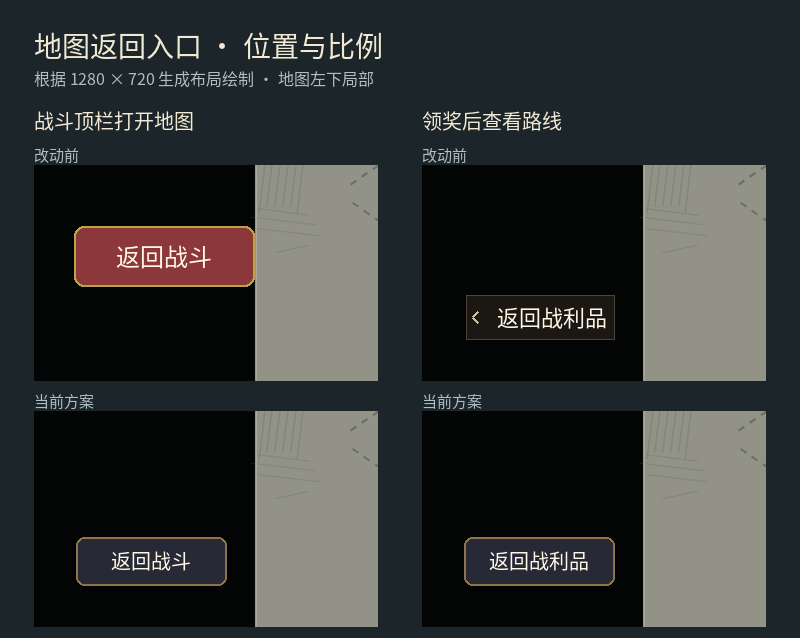 地图返回入口 · 位置与比例
根据 1280 × 720 生成布局绘制 · 地图左下局部
战斗顶栏打开地图
领奖后查看路线
改动前
改动前
返回战斗
返回战利品
当前方案
当前方案
返回战斗
返回战利品